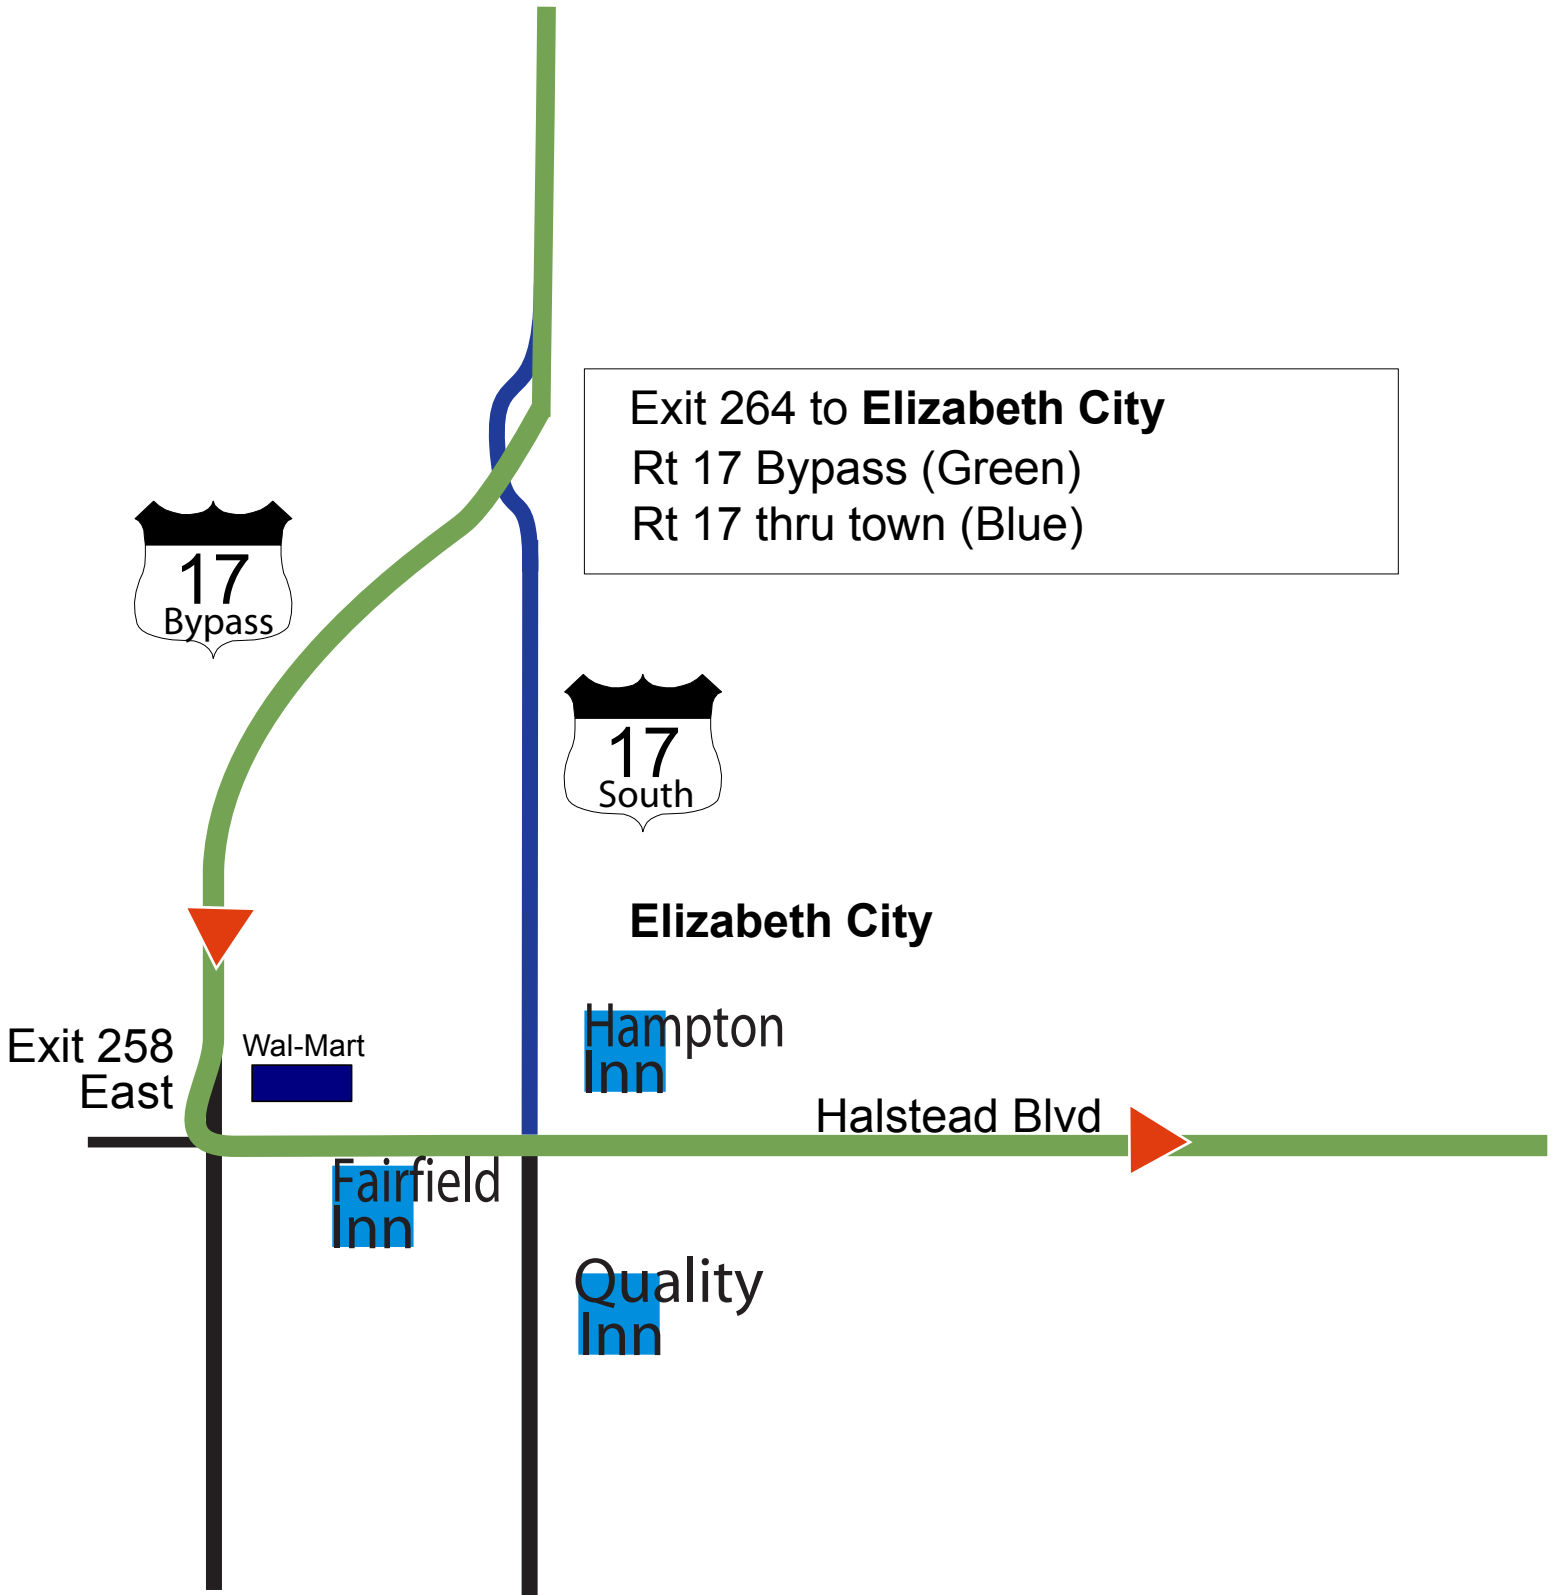 Exit 264 to Elizabeth City
Rt 17 Bypass (Green)
Rt 17 thru town (Blue)
17
Bypass
17
South
Elizabeth City
Hampton
Inn
Exit 258
East
Wal-Mart
Halstead Blvd
Fairfield
Inn
Quality
Inn